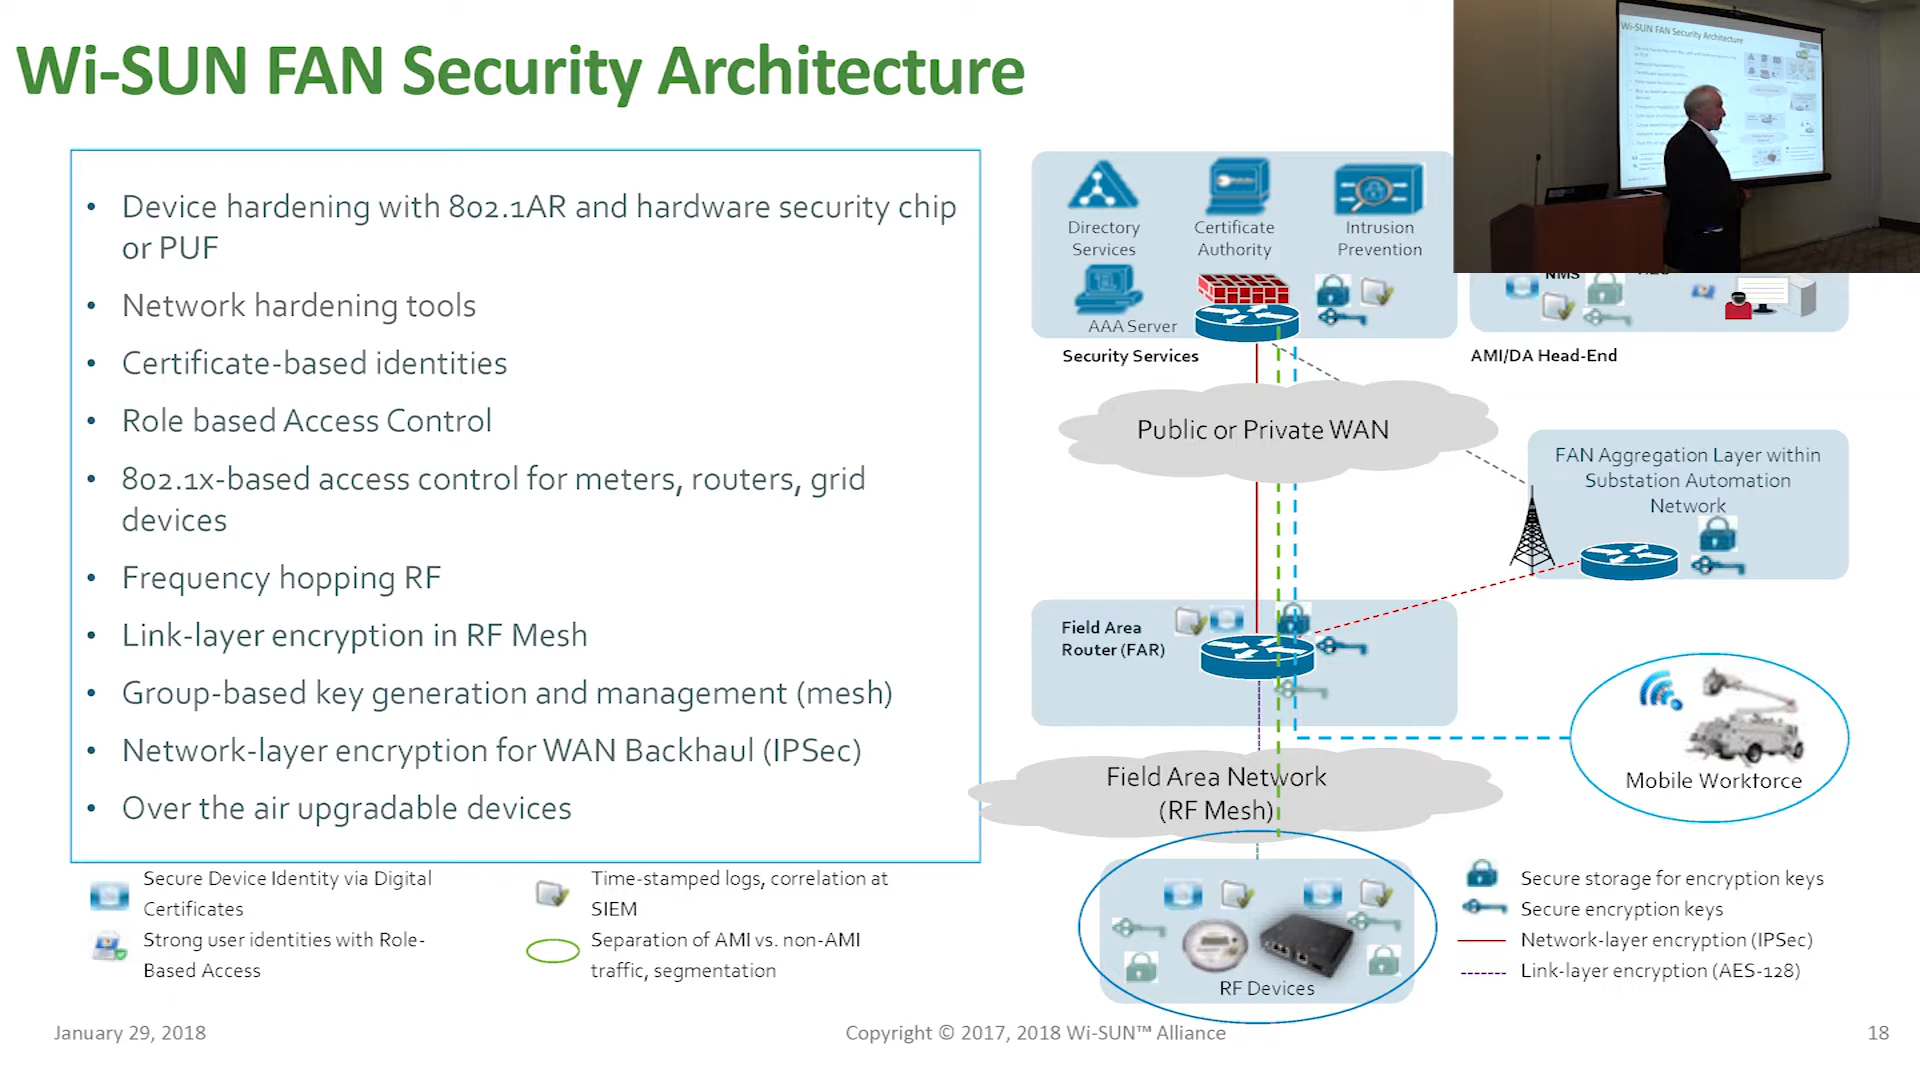 Wi-SUN FAN Security Architecture
• Device hardening with 802.1AR and hardware security chip
or PUF
• Network hardening tools
• Certificate-based identities
• Role based Access Control
• 802.1x-based access control for meters, routers, grid
devices
• Frequency hopping RF
• Link-layer encryption in RF Mesh
• Group-based key generation and management (mesh)
• Network-layer encryption for WAN Backhaul (IPSec)
• Over the air upgradable devices
Secure Device Identity via Digital
Certificates
Strong user identities with Role-
Based Access
Time-stamped logs, correlation at
SIEM
Separation of AMI vs. non-AMI
traffic, segmentation
Directory
Services
Certificate
Authority
Intrusion
Prevention
AAA Server
Security Services
NMS
AMI/DA Head-End
Public or Private WAN
FAN Aggregation Layer within
Substation Automation
Network
Field Area
Router (FAR)
Mobile Workforce
Field Area Network
(RF Mesh)
RF Devices
Secure storage for encryption keys
Secure encryption keys
Network-layer encryption (IPSec)
Link-layer encryption (AES-128)
Wi-SUN FAN Security Architecture
January 29, 2018
Copyright © 2017, 2018 Wi-SUN™ Alliance
18